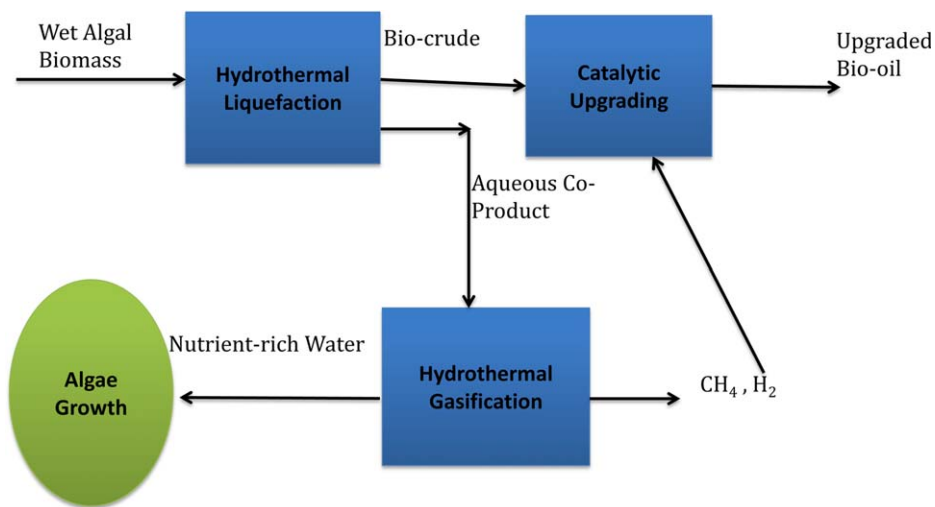 Wet Algal
Biomass
Hydrothermal
Liquefaction
Bio-crude
Catalytic
Upgrading
Upgraded
Bio-oil
Aqueous Co-
Product
Algae
Growth
Nutrient-rich Water
Hydrothermal
Gasification
CH₄ , H₂